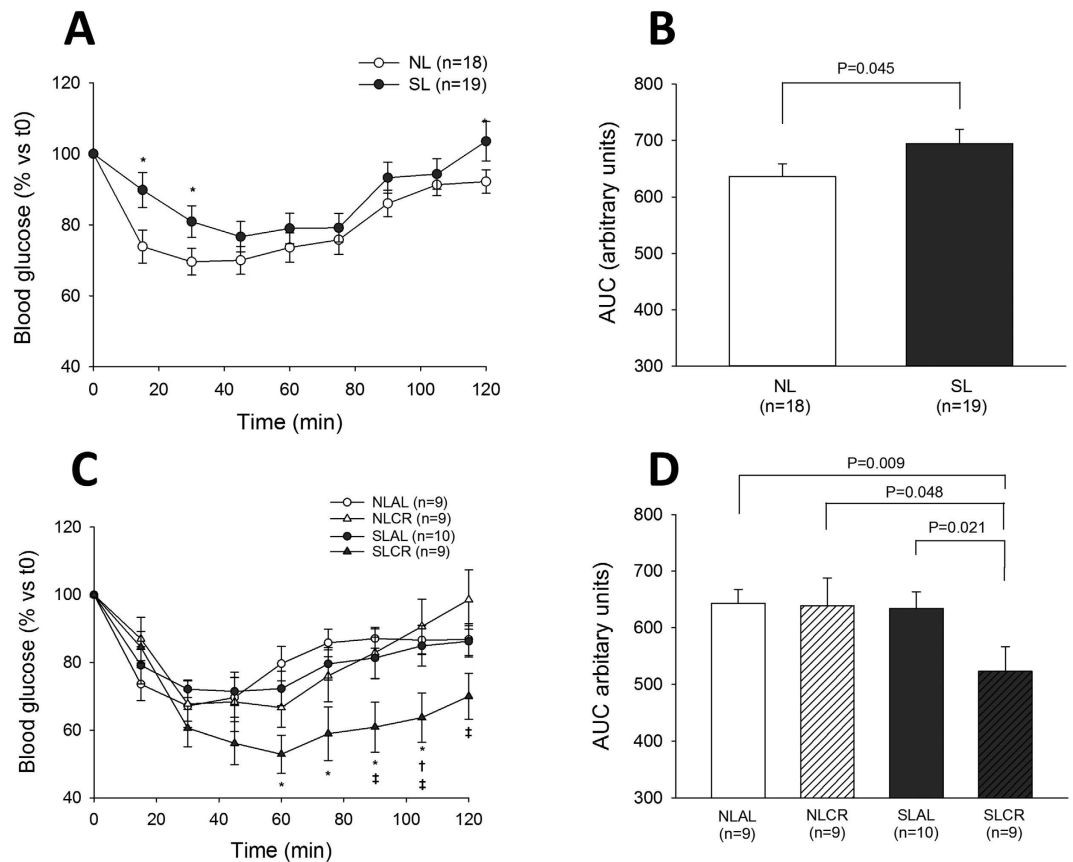 A
NL (n=18)
SL (n=19)
Blood glucose (% vs t0)
120
100
80
60
40
*
*
*
0
20
40
60
80
100
120
Time (min)
B
P=0.045
AUC (arbitrary units)
800
700
600
500
400
300
NL
(n=18)
SL
(n=19)
C
NLAL (n=9)
NLCR (n=9)
SLAL (n=10)
SLCR (n=9)
Blood glucose (% vs t0)
120
100
80
60
40
*
*
*
‡
*
†
‡
‡
0
20
40
60
80
100
120
Time (min)
D
P=0.009
P=0.048
P=0.021
AUC arbitary units)
800
700
600
500
400
300
NLAL
(n=9)
NLCR
(n=9)
SLAL
(n=10)
SLCR
(n=9)